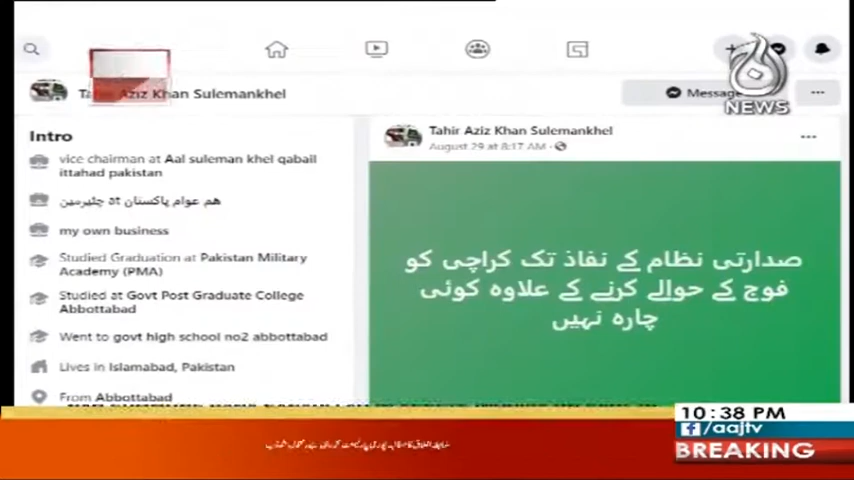 NEWS
Tahir Aziz Khan Sulemankhel
Message
Intro
vice chairman at Aal suleman khel qabail
ittahad pakistan
هم عوام پاکستان at چئیرمین
my own business
Studied Graduation at Pakistan Military
Academy (PMA)
Studied at Govt Post Graduate College
Abbottabad
Went to govt high school no2 abbottabad
Lives in Islamabad, Pakistan
From Abbottabad
Tahir Aziz Khan Sulemankhel
August 29 at 8:17 AM
صدارتی نظام کے نفاذ تک کراچی کو
فوج کے حوالے کرنے کے علاوہ کوئی
چارہ نہیں
10:38 PM
/aajtv
BREAKING